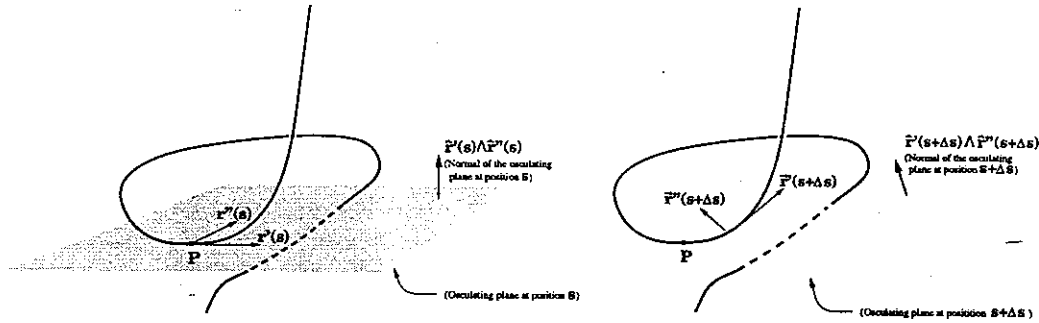 r̂'(s)⋀r̂''(s)
(Normal of the osculating
plane at position s)
r''(s)
r'(s)
P
(Osculating plane at position s)
r̂'(s+Δs)⋀r̂''(s+Δs)
(Normal of the osculating
plane at position s+Δs)
r⃗'(s+Δs)
r⃗''(s+Δs)
P
(Osculating plane at positition s+Δs)